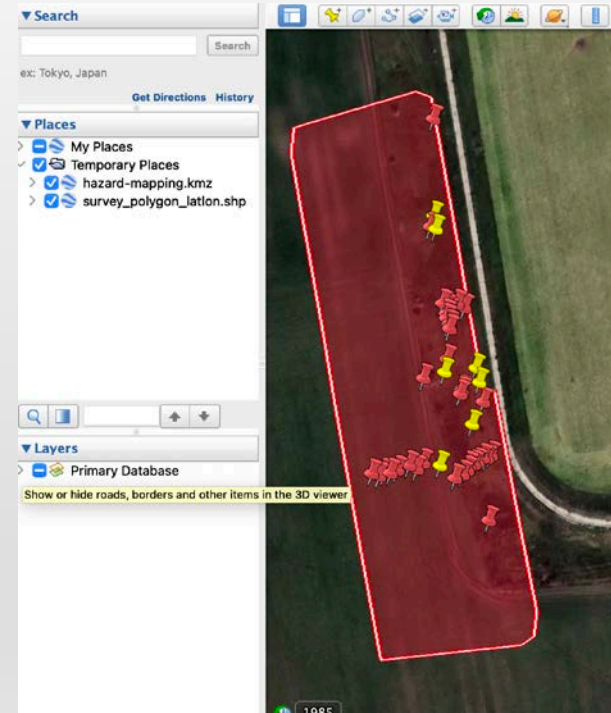 Search
Search
ex: Tokyo, Japan
Get Directions History
Places
My Places
Temporary Places
hazard-mapping.kmz
survey_polygon_latlon.shp
Layers
Primary Database
Show or hide roads, borders and other items in the 3D viewer
1985